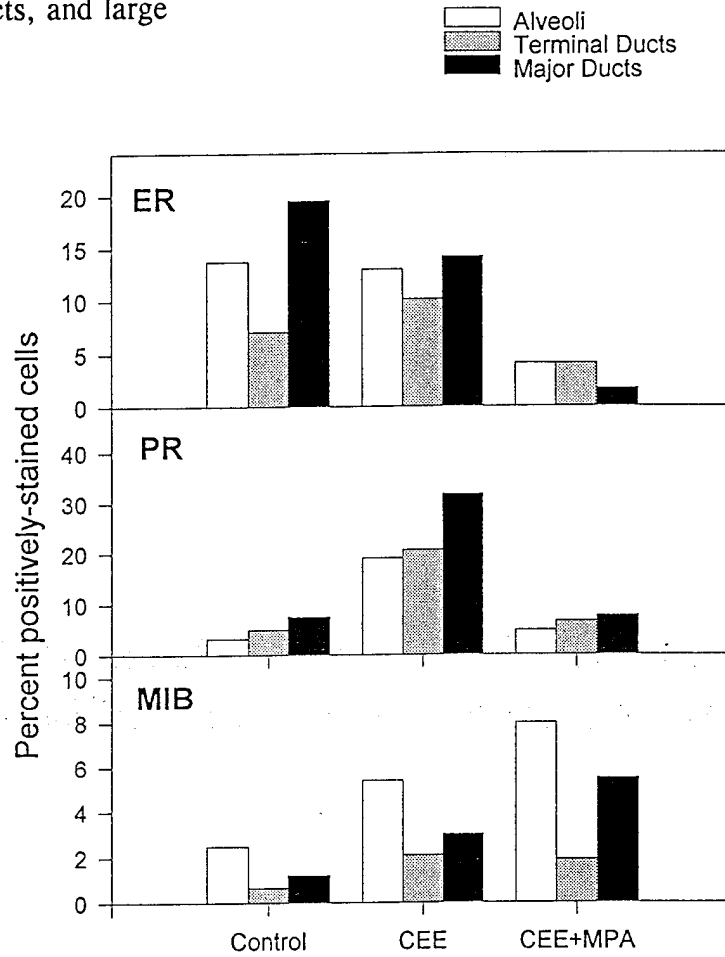 cts, and large
Alveoli
Terminal Ducts
Major Ducts
Percent positively-stained cells
ER
20
15
10
5
0
PR
40
30
20
10
0
MIB
10
8
6
4
2
0
Control CEE CEE+MPA